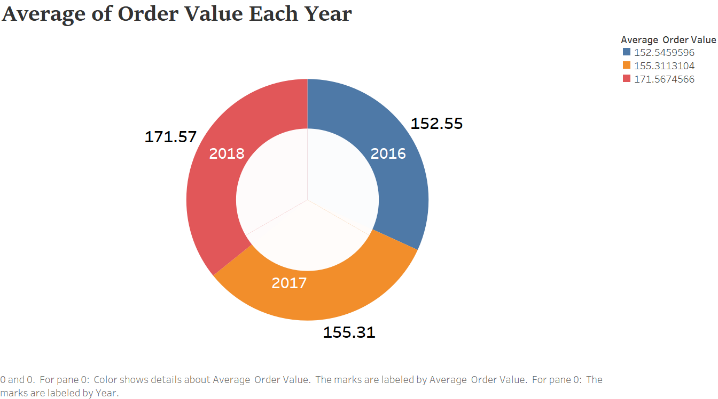 Average of Order Value Each Year
Average Order Value
152.5459596
155.3113104
171.5674566
171.57
152.55
2018
2016
2017
155.31
0 and 0. For pane 0: Color shows details about Average Order Value. The marks are labeled by Average Order Value. For pane 0: The
marks are labeled by Year.